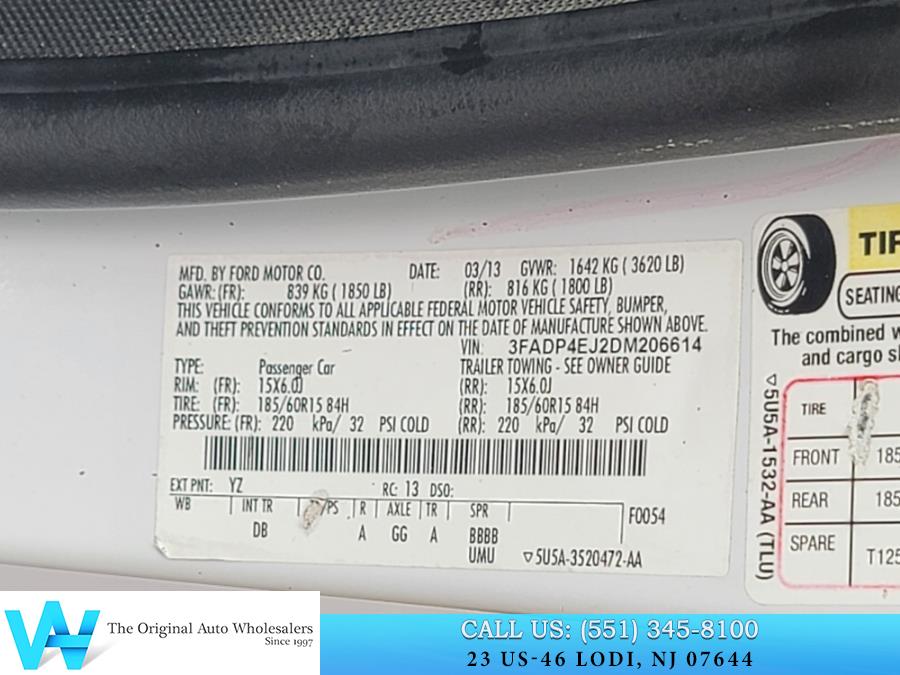 MFD. BY FORD MOTOR CO. DATE: 03/13 GVWR: 1642 KG ( 3620 LB)
GAWR: (FR): 839 KG ( 1850 LB) (RR): 816 KG ( 1800 LB)
THIS VEHICLE CONFORMS TO ALL APPLICABLE FEDERAL MOTOR VEHICLE SAFETY, BUMPER,
AND THEFT PREVENTION STANDARDS IN EFFECT ON THE DATE OF MANUFACTURE SHOWN ABOVE.
VIN: 3FADP4EJ2DM206614
TYPE: Passenger Car TRAILER TOWING - SEE OWNER GUIDE
RIM: (FR): 15X6.0J (RR): 15X6.0J
TIRE: (FR): 185/60R15 84H (RR): 185/60R15 84H
PRESSURE: (FR): 220 kPa/ 32 PSI COLD (RR): 220 kPa/ 32 PSI COLD
EXT PNT: YZ RC: 13 DSO:
WB INT TR /PS R AXLE TR SPR F0054
DB A GG A BBBB
UMU ▽5U5A-3520472-AA
TIR
SEATING
The combined w
and cargo sh
▽5U5A-1532-AA (TLU)
TIRE
FRONT 185
REAR 185
SPARE T125
The Original Auto Wholesalers
Since 1997
CALL US: (551) 345-8100
23 US-46 LODI, NJ 07644